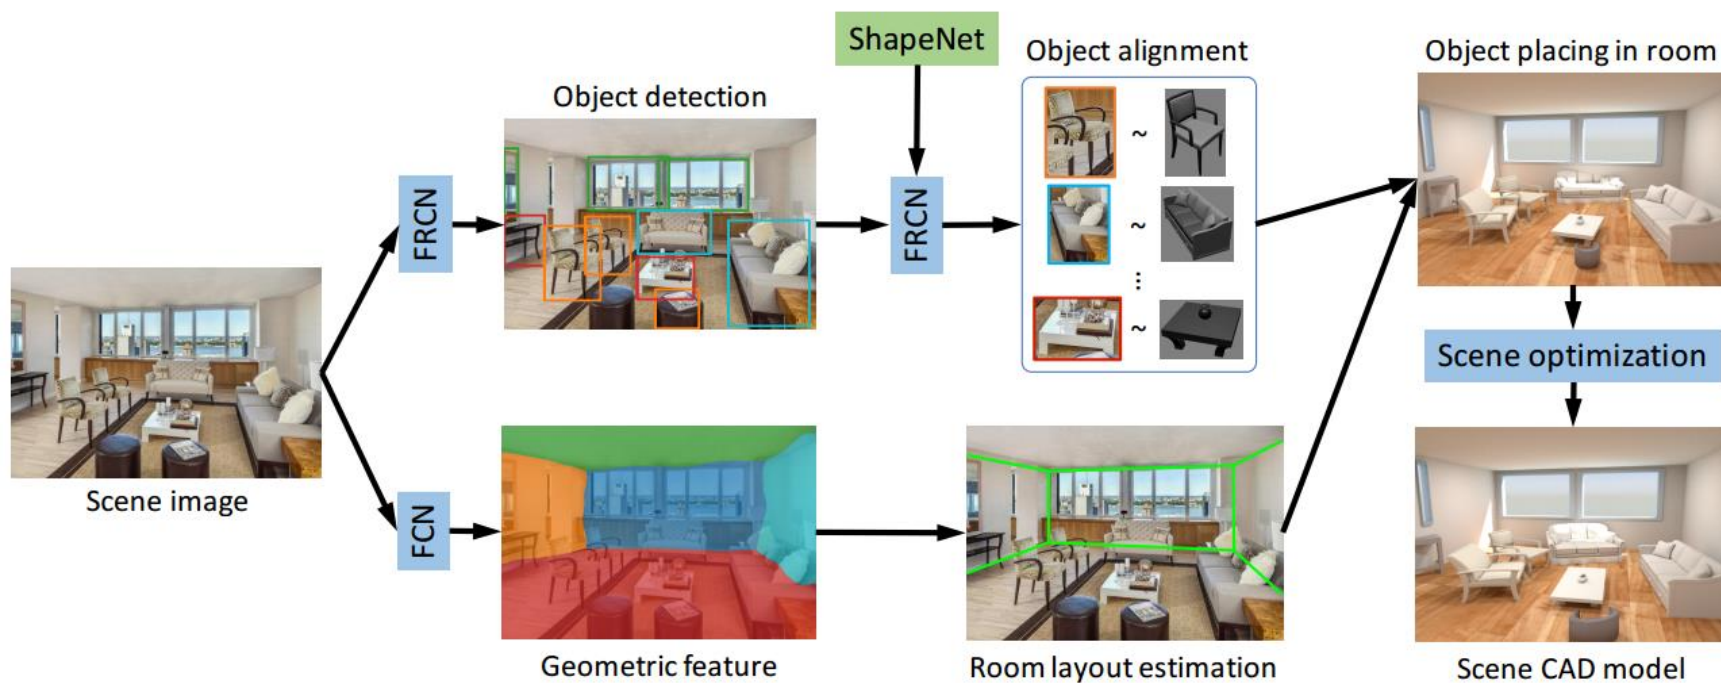 ShapeNet
Object alignment
Object placing in room
Object detection
FRCN
FRCN
~
~
⋮
~
Scene optimization
Scene image
FCN
Geometric feature
Room layout estimation
Scene CAD model